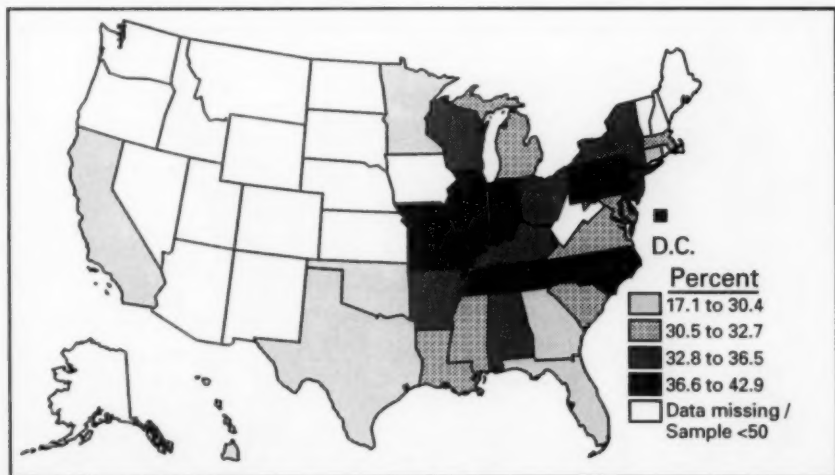 D.C.
Percent
17.1 to 30.4
30.5 to 32.7
32.8 to 36.5
36.6 to 42.9
Data missing /
Sample <50